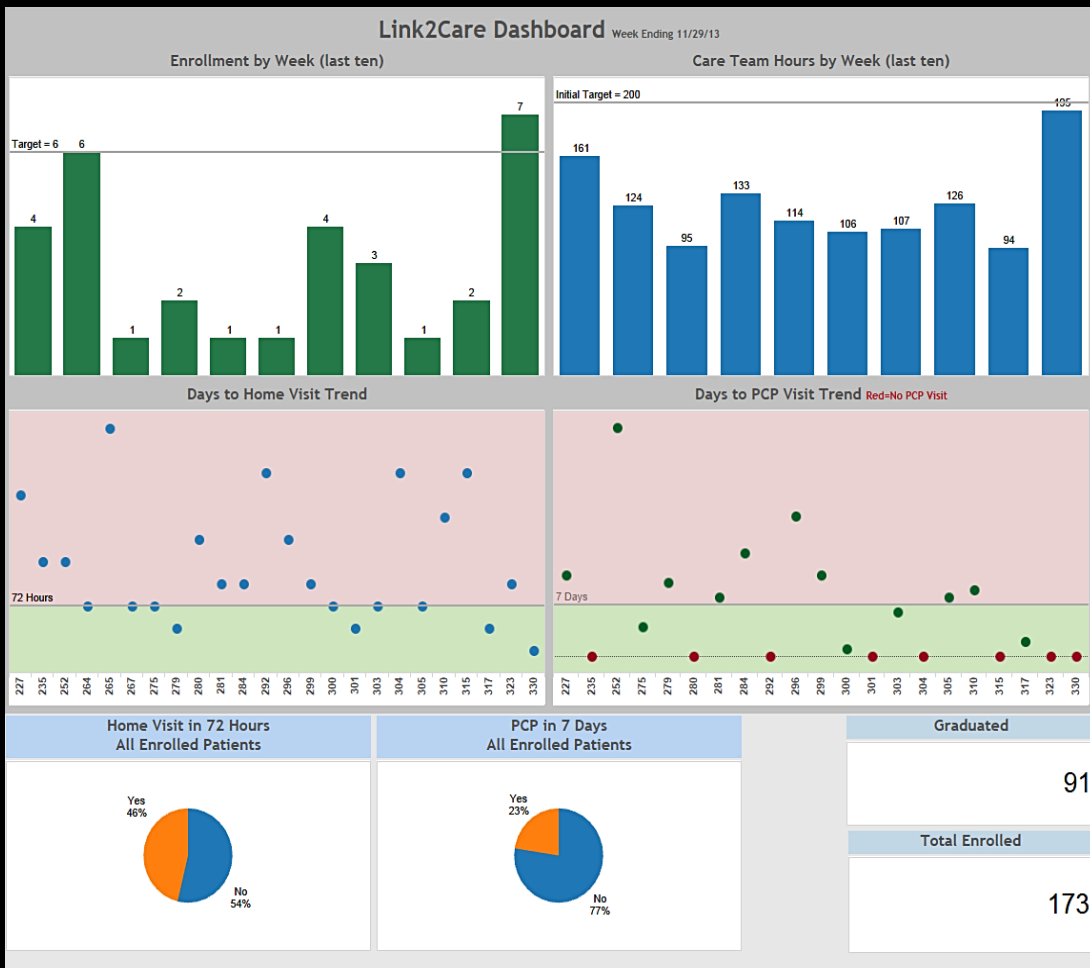 Link2Care Dashboard Week Ending 11/29/13
Enrollment by Week (last ten)
Target = 6
4
6
1
2
1
1
4
3
1
2
7
Care Team Hours by Week (last ten)
Initial Target = 200
161
124
95
133
114
106
107
126
94
195
Days to Home Visit Trend
72 Hours
227 235 252 264 265 267 275 279 280 281 284 292 296 299 300 301 303 304 305 310 315 317 323 330
Days to PCP Visit Trend Red=No PCP Visit
7 Days
227 235 252 275 279 280 281 284 292 296 299 300 301 303 304 305 310 315 317 323 330
Home Visit in 72 Hours
All Enrolled Patients
Yes
46%
No
54%
PCP in 7 Days
All Enrolled Patients
Yes
23%
No
77%
Graduated
91
Total Enrolled
173